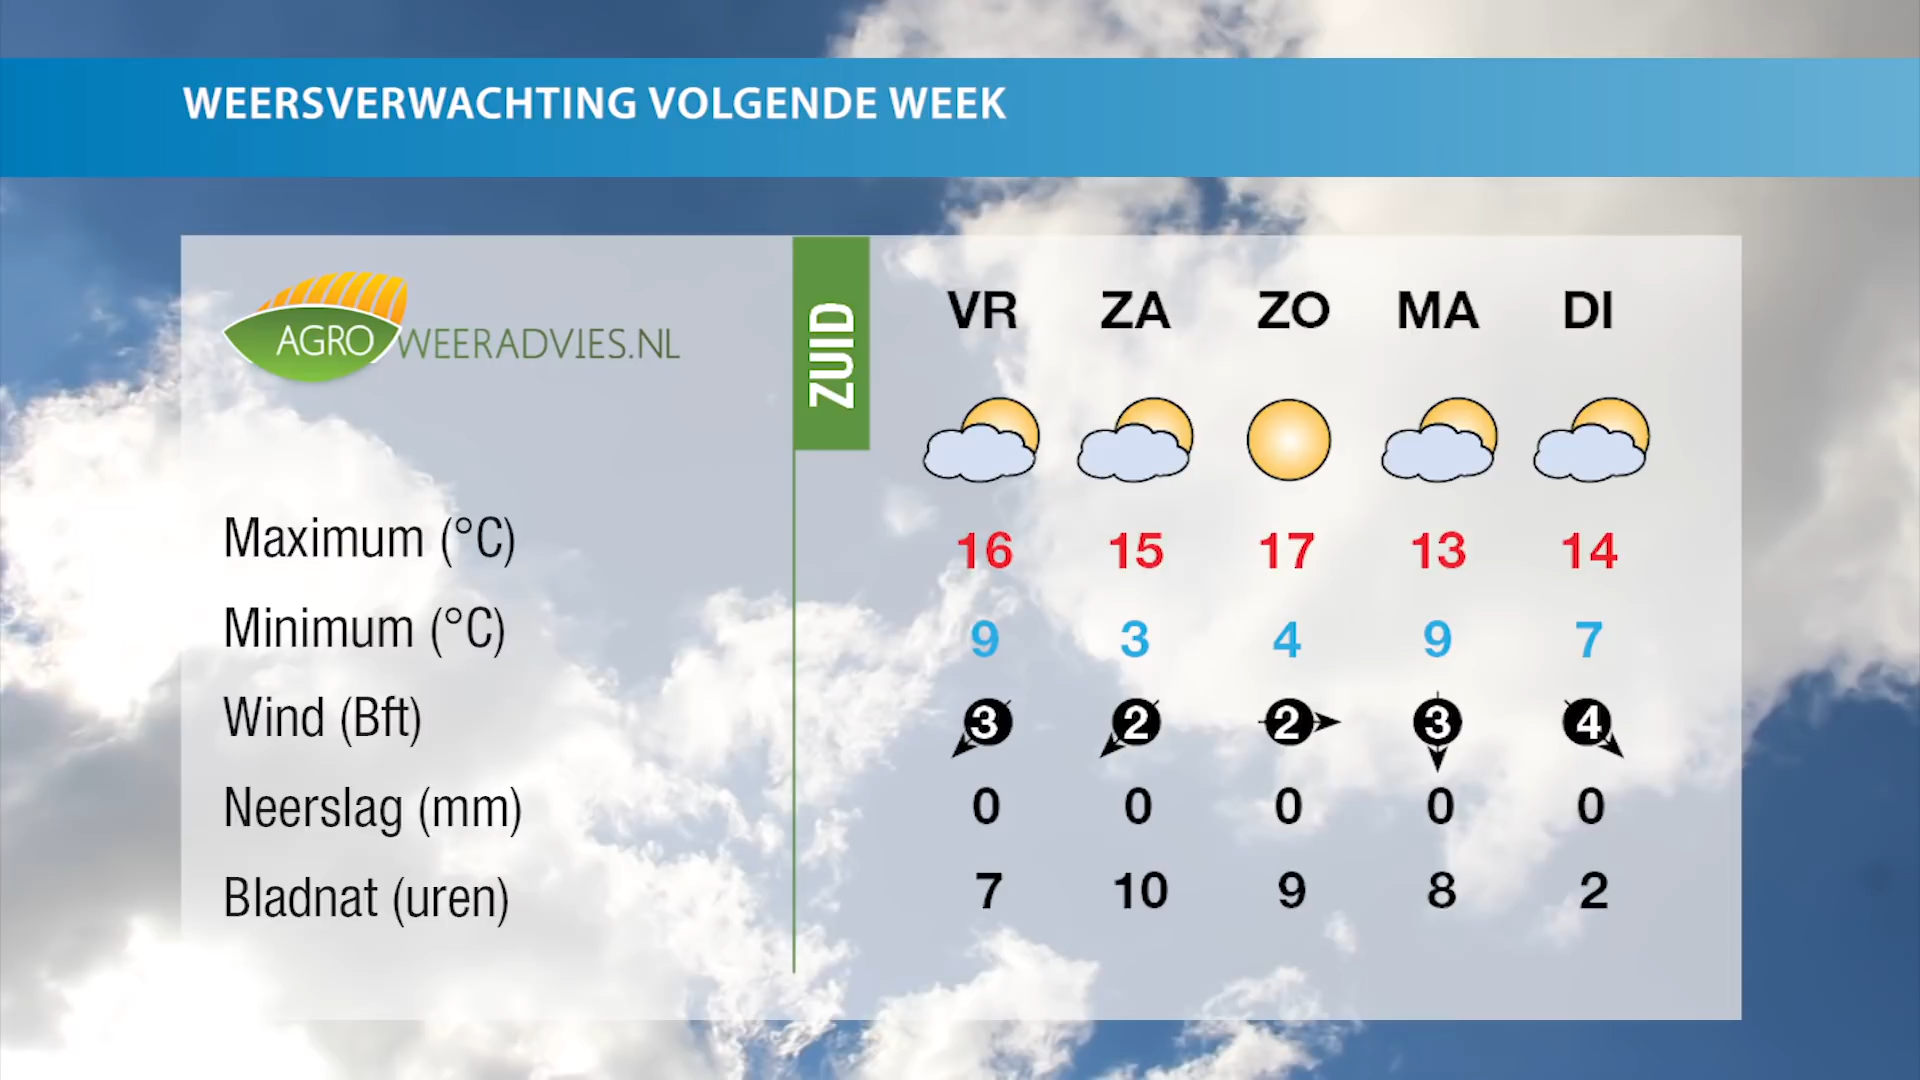 WEERSVERWACHTING VOLGENDE WEEK
AGRO WEERADVIES.NL
ZUID
VR ZA ZO MA DI
Maximum (°C) 16 15 17 13 14
Minimum (°C) 9 3 4 9 7
Wind (Bft) 3 2 2 3 4
Neerslag (mm) 0 0 0 0 0
Bladnat (uren) 7 10 9 8 2